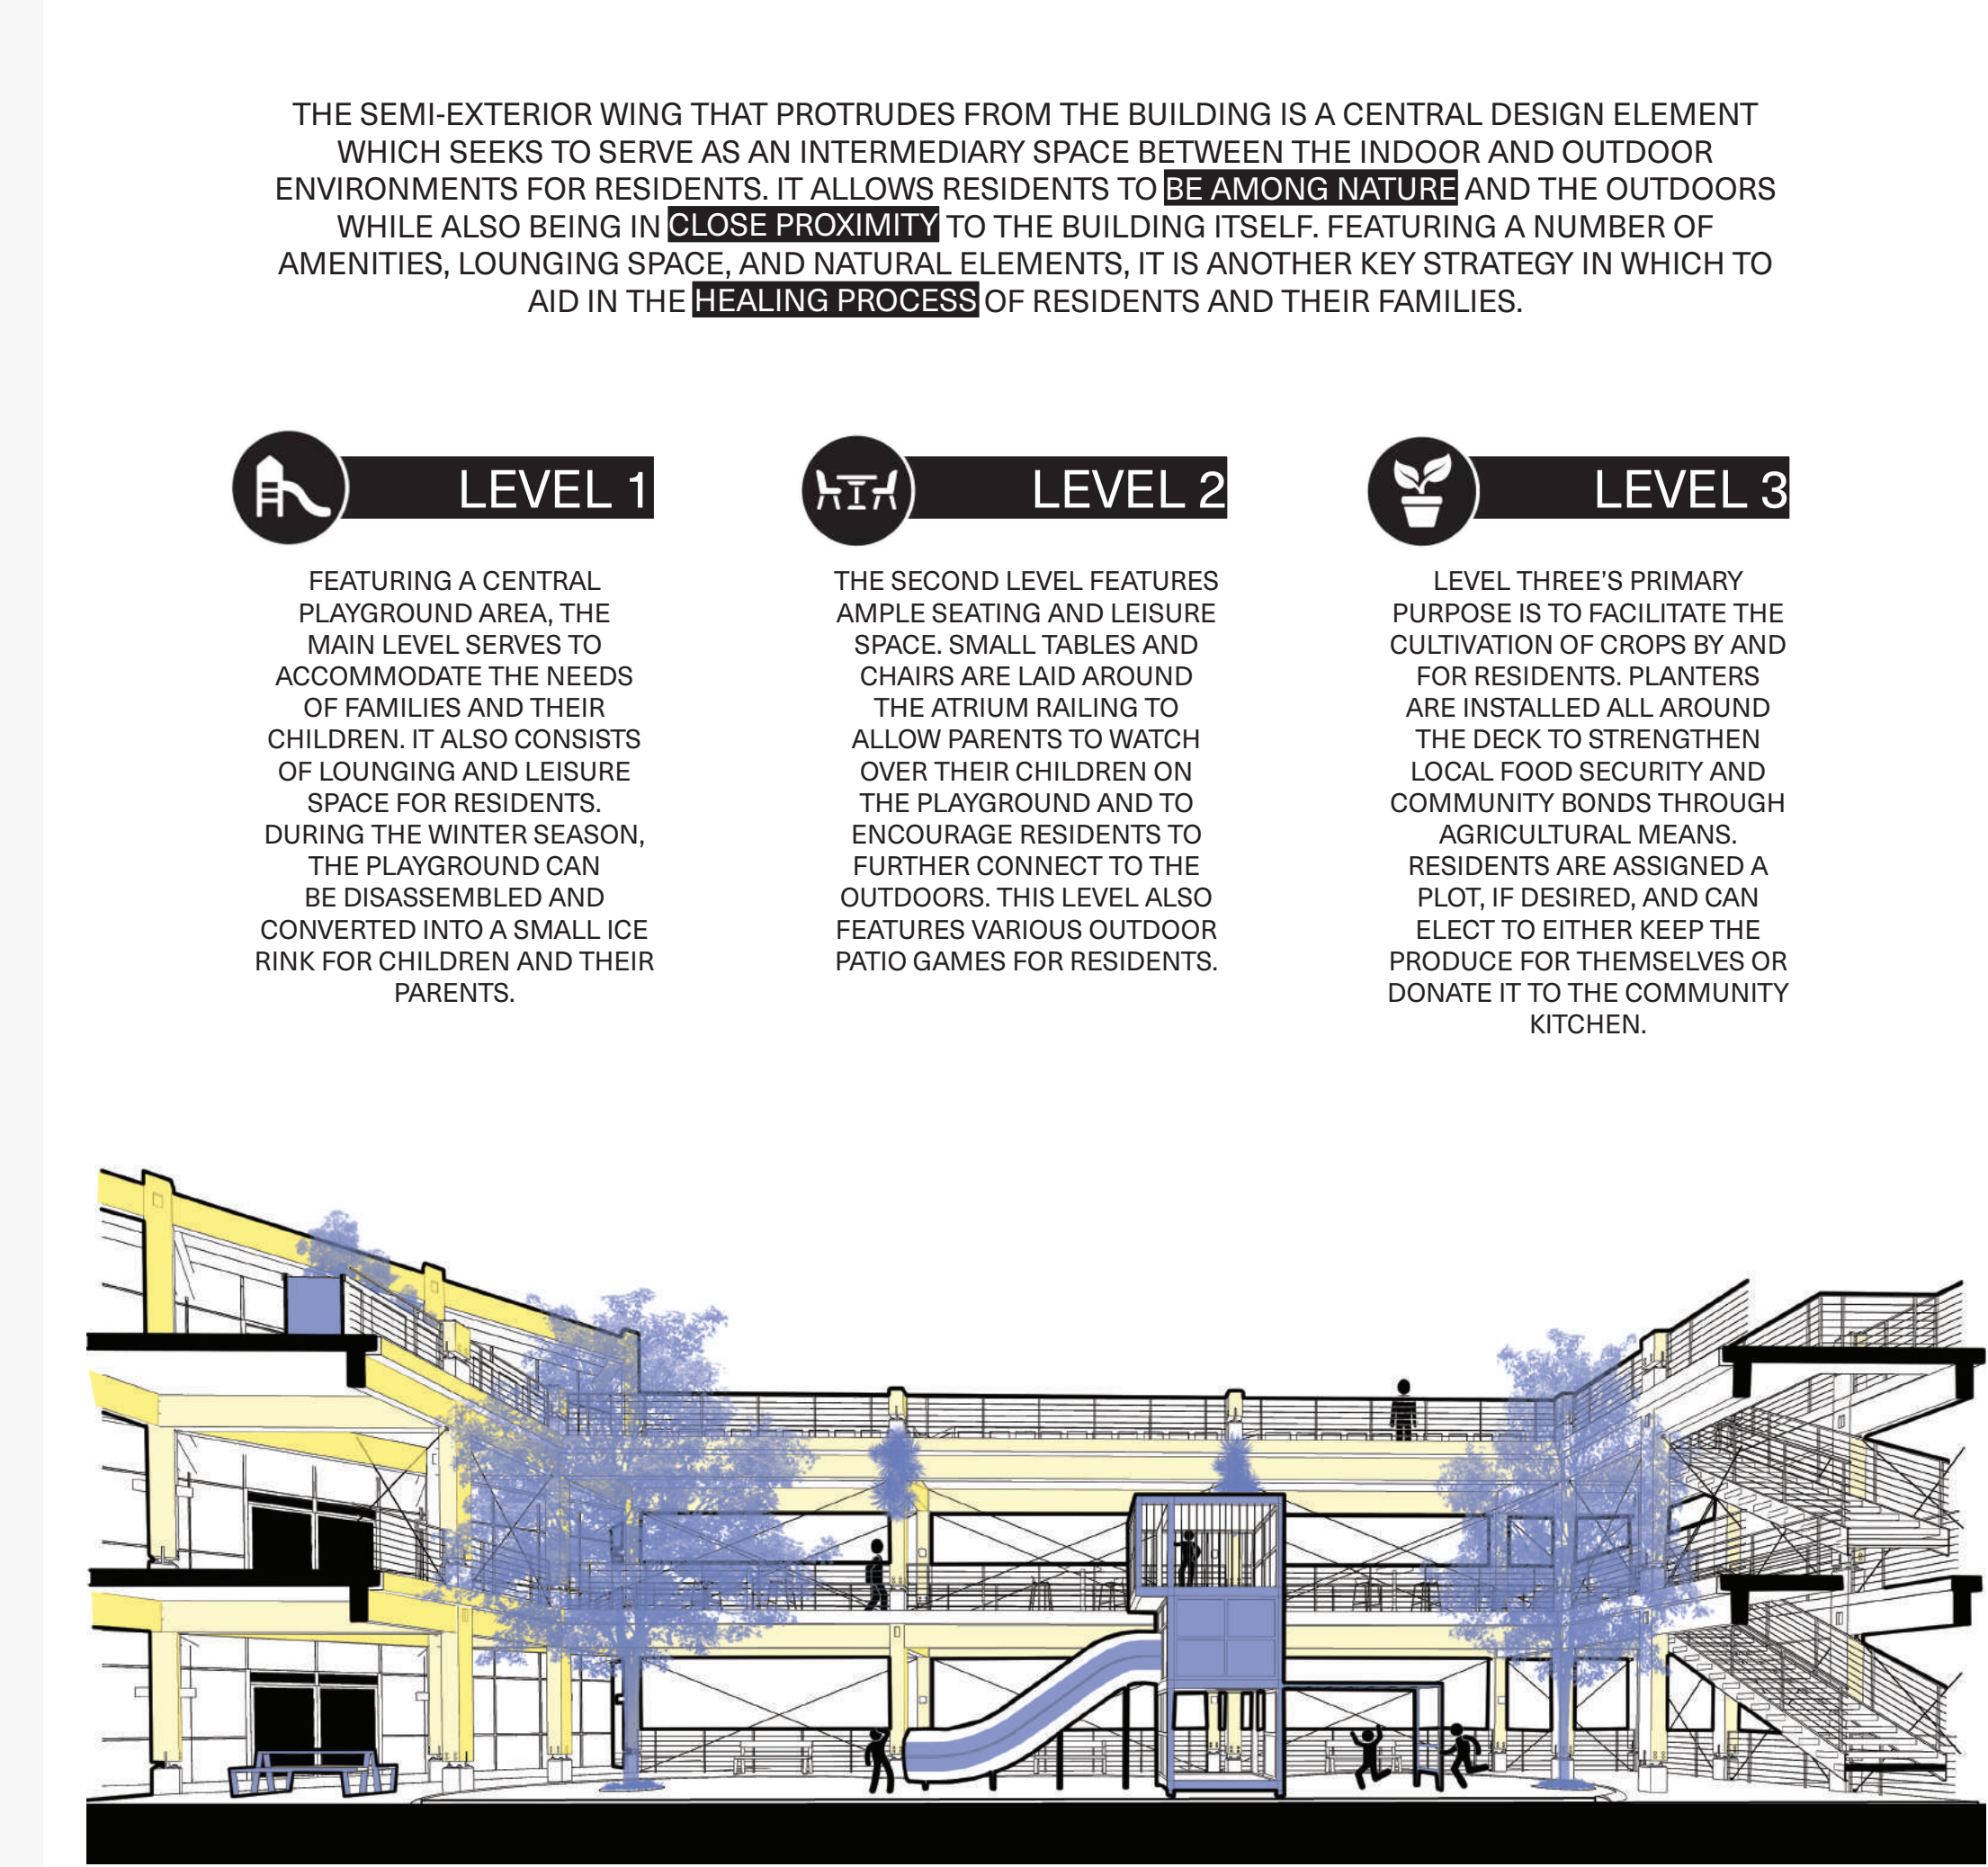 THE SEMI-EXTERIOR WING THAT PROTRUDES FROM THE BUILDING IS A CENTRAL DESIGN ELEMENT
WHICH SEEKS TO SERVE AS AN INTERMEDIARY SPACE BETWEEN THE INDOOR AND OUTDOOR
ENVIRONMENTS FOR RESIDENTS. IT ALLOWS RESIDENTS TO BE AMONG NATURE AND THE OUTDOORS
WHILE ALSO BEING IN CLOSE PROXIMITY TO THE BUILDING ITSELF. FEATURING A NUMBER OF
AMENITIES, LOUNGING SPACE, AND NATURAL ELEMENTS, IT IS ANOTHER KEY STRATEGY IN WHICH TO
AID IN THE HEALING PROCESS OF RESIDENTS AND THEIR FAMILIES.
LEVEL 1
FEATURING A CENTRAL
PLAYGROUND AREA, THE
MAIN LEVEL SERVES TO
ACCOMMODATE THE NEEDS
OF FAMILIES AND THEIR
CHILDREN. IT ALSO CONSISTS
OF LOUNGING AND LEISURE
SPACE FOR RESIDENTS.
DURING THE WINTER SEASON,
THE PLAYGROUND CAN
BE DISASSEMBLED AND
CONVERTED INTO A SMALL ICE
RINK FOR CHILDREN AND THEIR
PARENTS.
LEVEL 2
THE SECOND LEVEL FEATURES
AMPLE SEATING AND LEISURE
SPACE. SMALL TABLES AND
CHAIRS ARE LAID AROUND
THE ATRIUM RAILING TO
ALLOW PARENTS TO WATCH
OVER THEIR CHILDREN ON
THE PLAYGROUND AND TO
ENCOURAGE RESIDENTS TO
FURTHER CONNECT TO THE
OUTDOORS. THIS LEVEL ALSO
FEATURES VARIOUS OUTDOOR
PATIO GAMES FOR RESIDENTS.
LEVEL 3
LEVEL THREE'S PRIMARY
PURPOSE IS TO FACILITATE THE
CULTIVATION OF CROPS BY AND
FOR RESIDENTS. PLANTERS
ARE INSTALLED ALL AROUND
THE DECK TO STRENGTHEN
LOCAL FOOD SECURITY AND
COMMUNITY BONDS THROUGH
AGRICULTURAL MEANS.
RESIDENTS ARE ASSIGNED A
PLOT, IF DESIRED, AND CAN
ELECT TO EITHER KEEP THE
PRODUCE FOR THEMSELVES OR
DONATE IT TO THE COMMUNITY
KITCHEN.